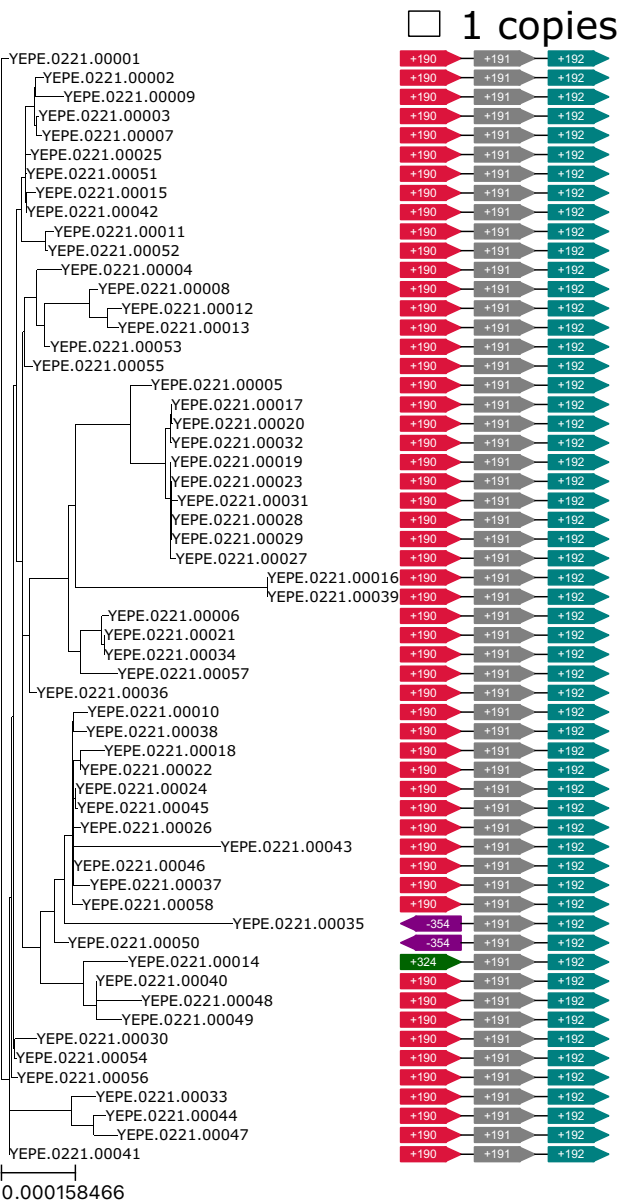 1 copies
YEPE.0221.00001 +190 +191 +192
YEPE.0221.00002 +190 +191 +192
YEPE.0221.00009 +190 +191 +192
YEPE.0221.00003 +190 +191 +192
YEPE.0221.00007 +190 +191 +192
YEPE.0221.00025 +190 +191 +192
YEPE.0221.00051 +190 +191 +192
YEPE.0221.00015 +190 +191 +192
YEPE.0221.00042 +190 +191 +192
YEPE.0221.00011 +190 +191 +192
YEPE.0221.00052 +190 +191 +192
YEPE.0221.00004 +190 +191 +192
YEPE.0221.00008 +190 +191 +192
YEPE.0221.00012 +190 +191 +192
YEPE.0221.00013 +190 +191 +192
YEPE.0221.00053 +190 +191 +192
YEPE.0221.00055 +190 +191 +192
YEPE.0221.00005 +190 +191 +192
YEPE.0221.00017 +190 +191 +192
YEPE.0221.00020 +190 +191 +192
YEPE.0221.00032 +190 +191 +192
YEPE.0221.00019 +190 +191 +192
YEPE.0221.00023 +190 +191 +192
YEPE.0221.00031 +190 +191 +192
YEPE.0221.00028 +190 +191 +192
YEPE.0221.00029 +190 +191 +192
YEPE.0221.00027 +190 +191 +192
YEPE.0221.00016 +190 +191 +192
YEPE.0221.00039 +190 +191 +192
YEPE.0221.00006 +190 +191 +192
YEPE.0221.00021 +190 +191 +192
YEPE.0221.00034 +190 +191 +192
YEPE.0221.00057 +190 +191 +192
YEPE.0221.00036 +190 +191 +192
YEPE.0221.00010 +190 +191 +192
YEPE.0221.00038 +190 +191 +192
YEPE.0221.00018 +190 +191 +192
YEPE.0221.00022 +190 +191 +192
YEPE.0221.00024 +190 +191 +192
YEPE.0221.00045 +190 +191 +192
YEPE.0221.00026 +190 +191 +192
YEPE.0221.00043 +190 +191 +192
YEPE.0221.00046 +190 +191 +192
YEPE.0221.00037 +190 +191 +192
YEPE.0221.00058 +190 +191 +192
YEPE.0221.00035 -354 +191 +192
YEPE.0221.00050 -354 +191 +192
YEPE.0221.00014 +324 +191 +192
YEPE.0221.00040 +190 +191 +192
YEPE.0221.00048 +190 +191 +192
YEPE.0221.00049 +190 +191 +192
YEPE.0221.00030 +190 +191 +192
YEPE.0221.00054 +190 +191 +192
YEPE.0221.00056 +190 +191 +192
YEPE.0221.00033 +190 +191 +192
YEPE.0221.00044 +190 +191 +192
YEPE.0221.00047 +190 +191 +192
YEPE.0221.00041 +190 +191 +192
0.000158466